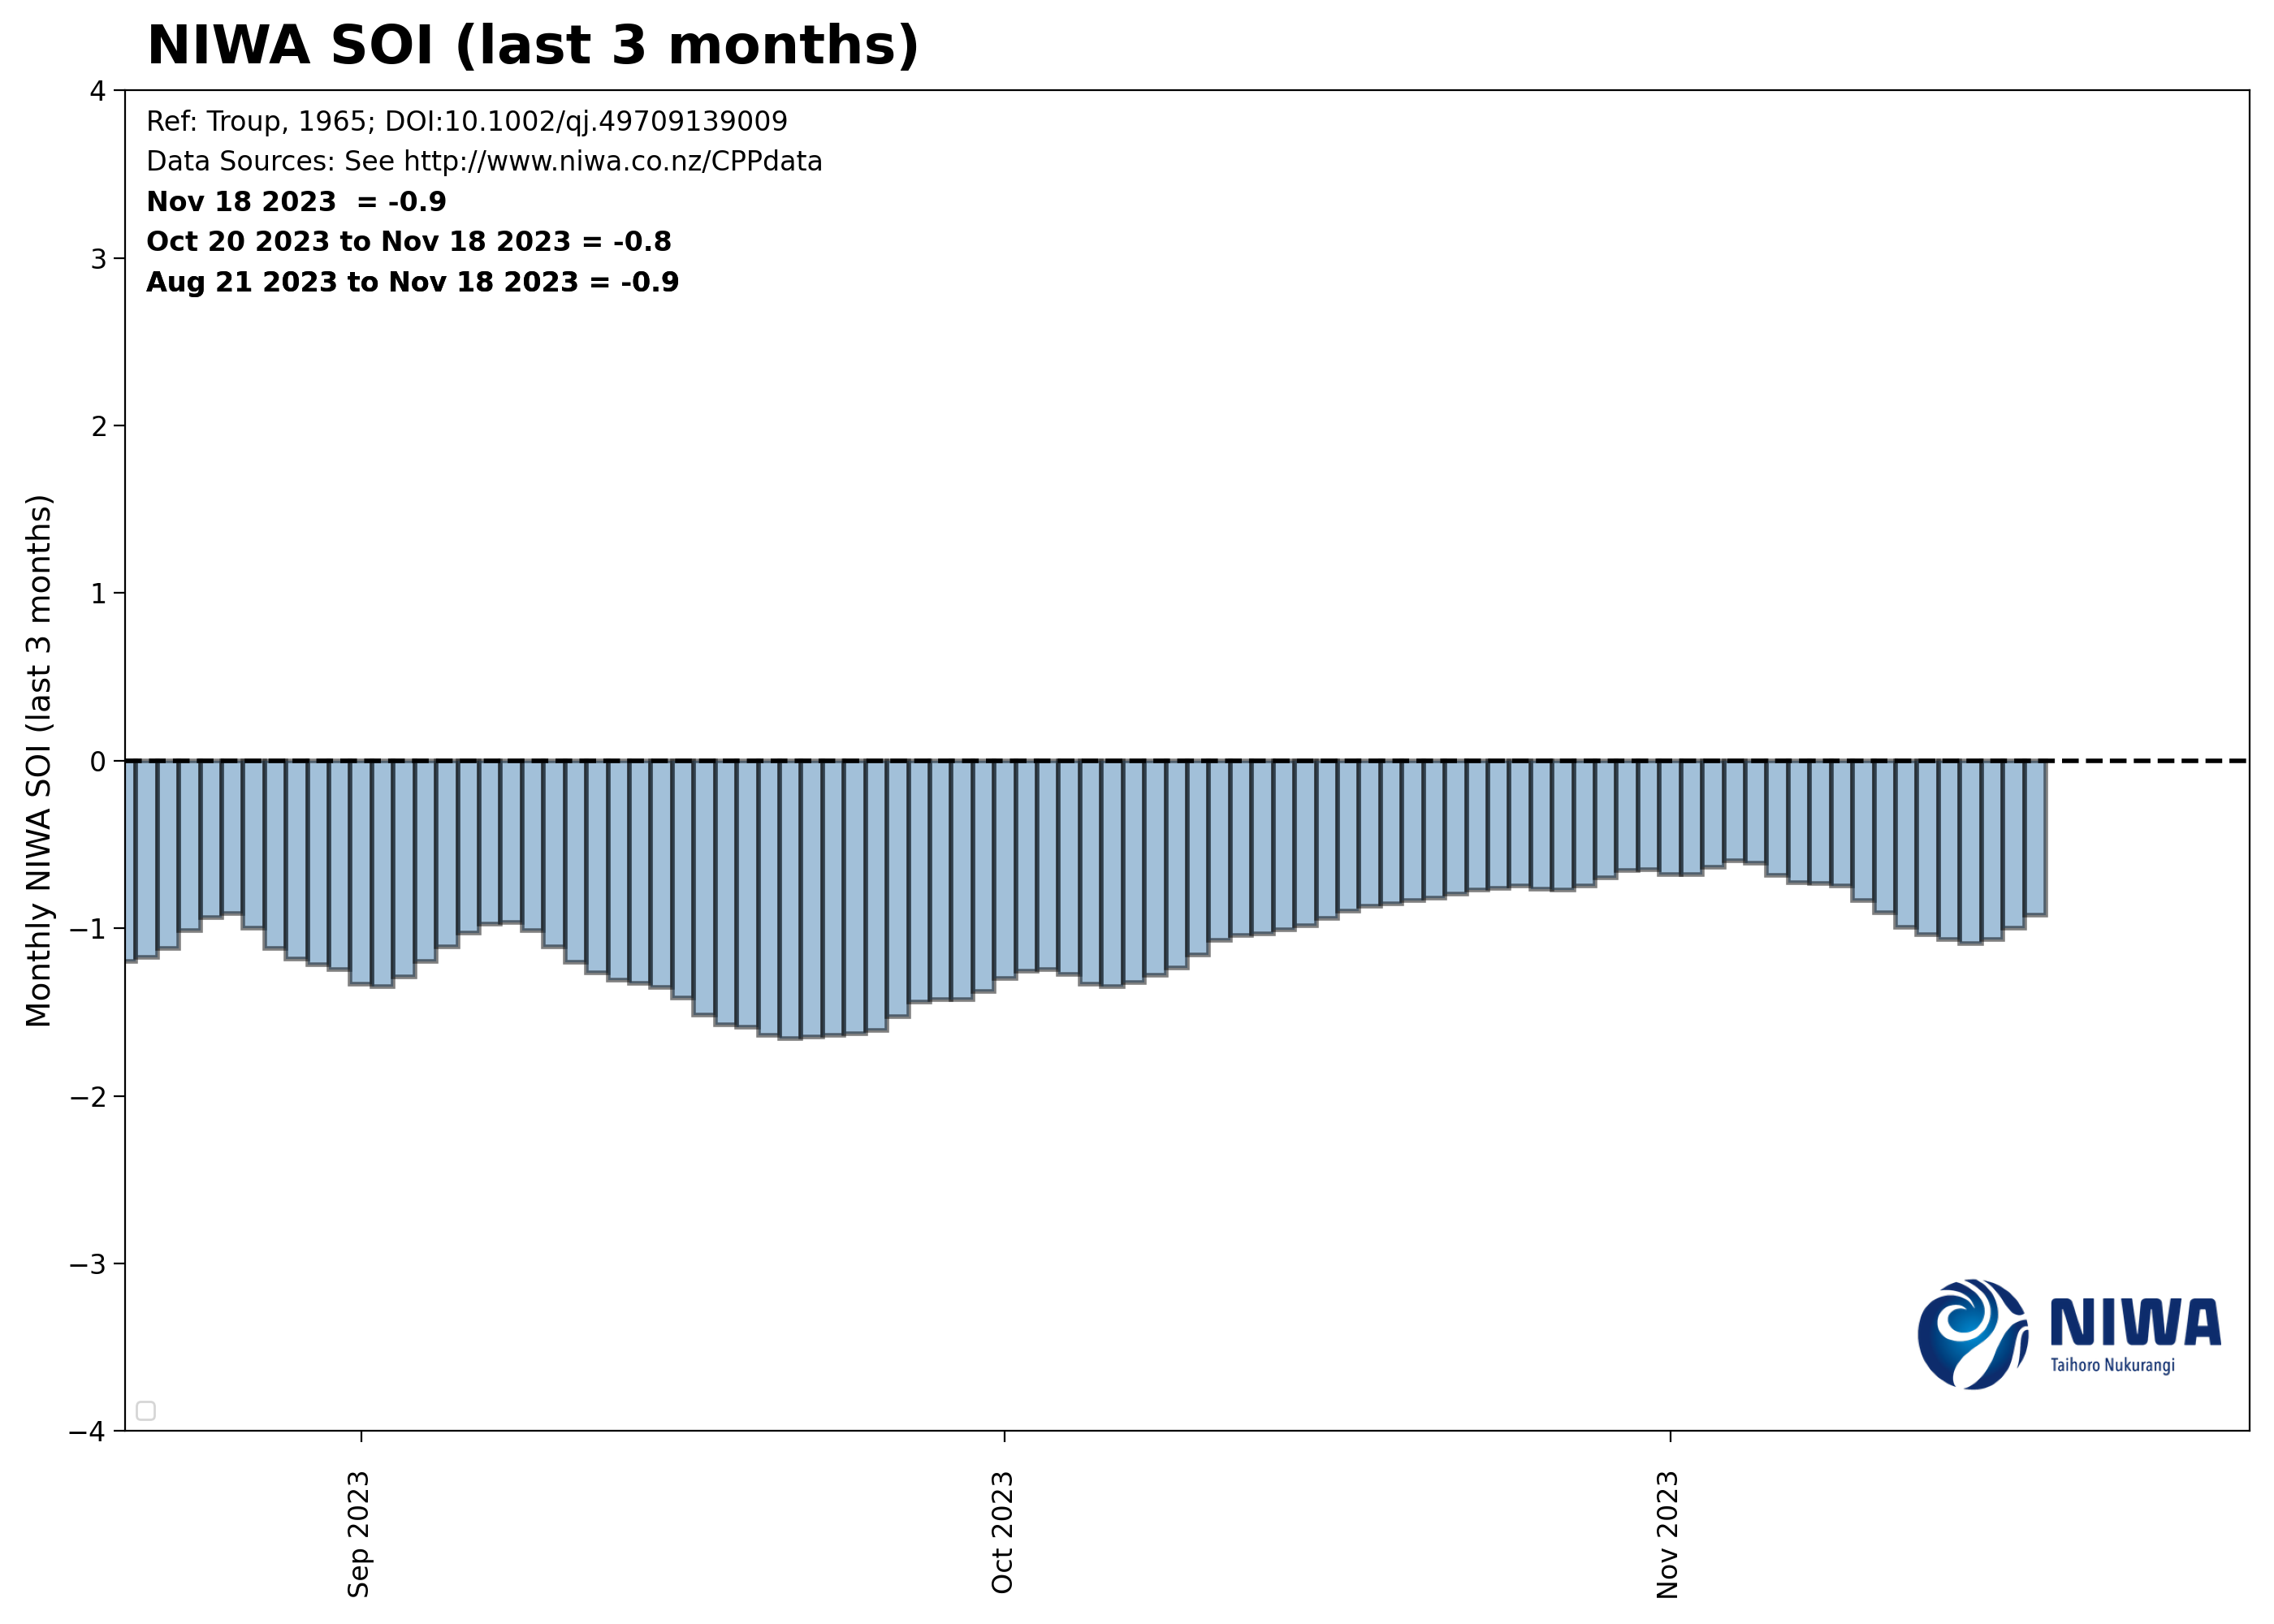 NIWA SOI (last 3 months)
Ref: Troup, 1965; DOI:10.1002/qj.49709139009
Data Sources: See http://www.niwa.co.nz/CPPdata
Nov 18 2023  = -0.9
Oct 20 2023 to Nov 18 2023 = -0.8
Aug 21 2023 to Nov 18 2023 = -0.9
Monthly NIWA SOI (last 3 months)
4
3
2
1
0
−1
−2
−3
−4
Sep 2023
Oct 2023
Nov 2023
NIWA
Taihoro Nukurangi